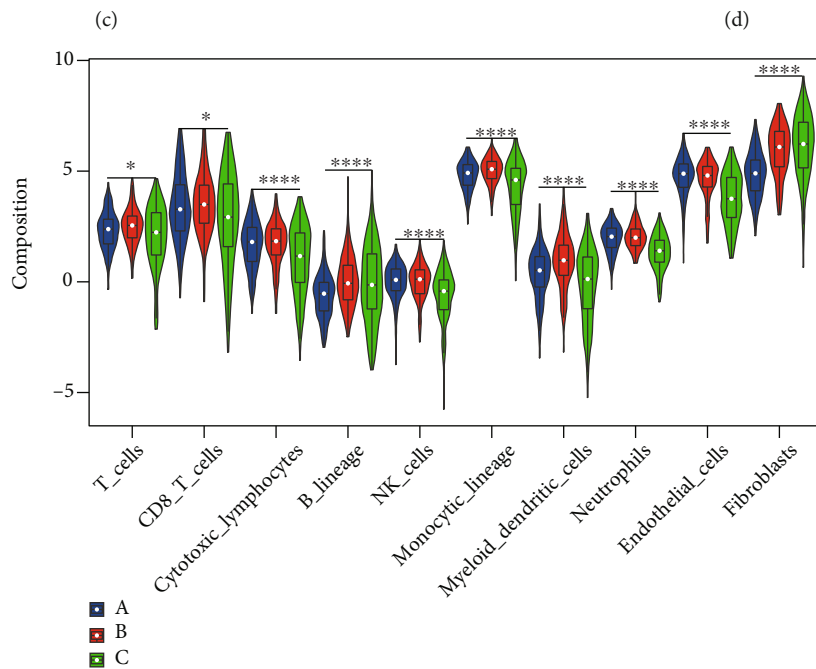 (c) (d)
10
5
0
−5
Composition
* * **** **** **** **** **** **** **** ****
T_cells
CD8_T_cells
Cytotoxic_lymphocytes
B_lineage
NK_cells
Monocytic_lineage
Myeloid_dendritic_cells
Neutrophils
Endothelial_cells
Fibroblasts
A
B
C